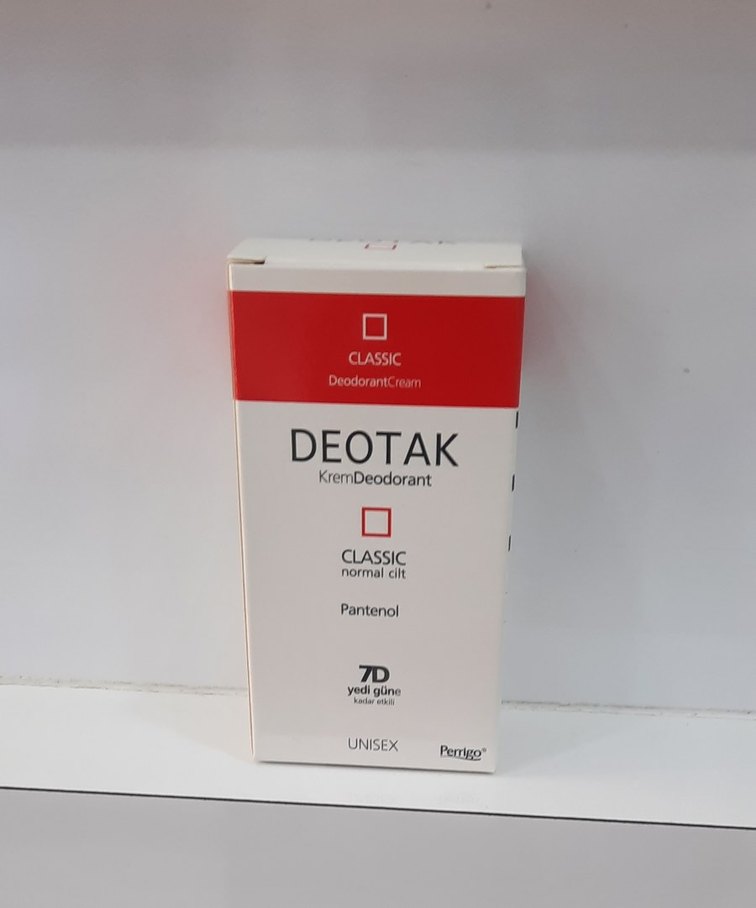 CLASSIC
DeodorantCream
DEOTAK
KremDeodorant
CLASSIC
normal cilt
Pantenol
7D
yedi güne
kadar etkili
UNISEX
Perrigo®